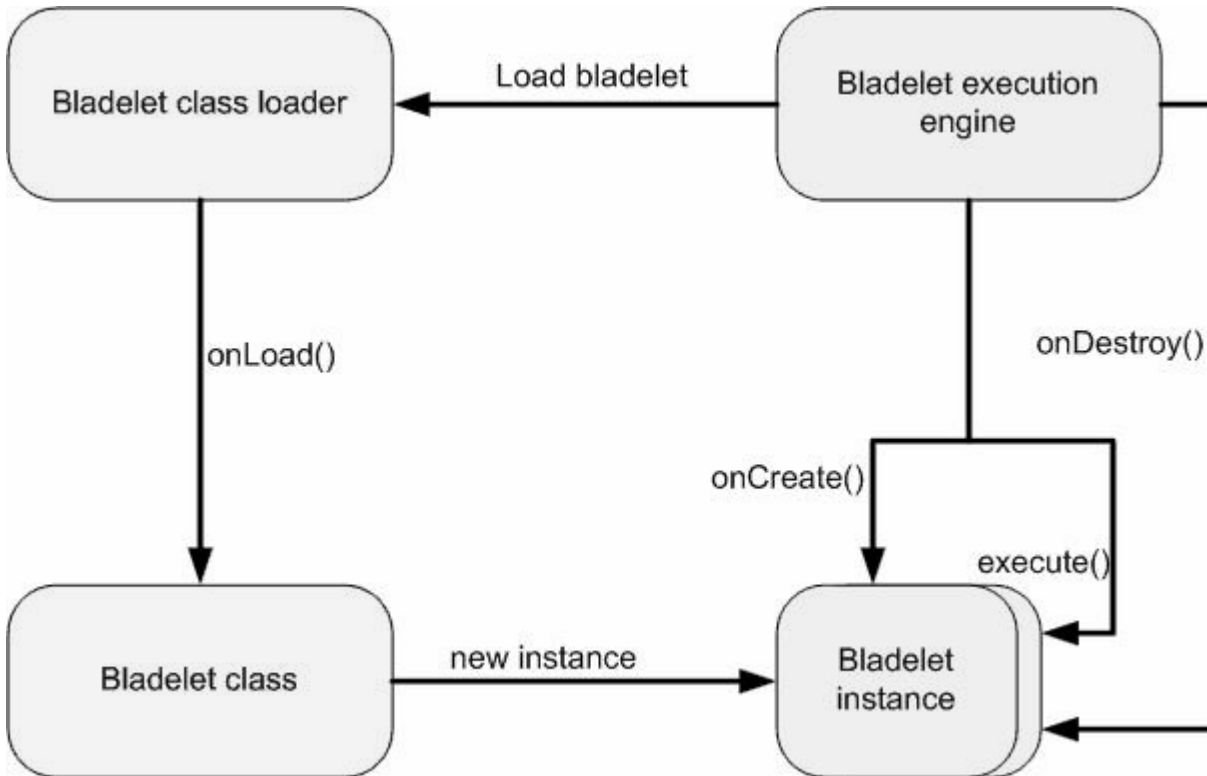 Bladelet class loader
Load bladelet
Bladelet execution
engine
onLoad()
onDestroy()
onCreate()
execute()
Bladelet class
new instance
Bladelet
instance